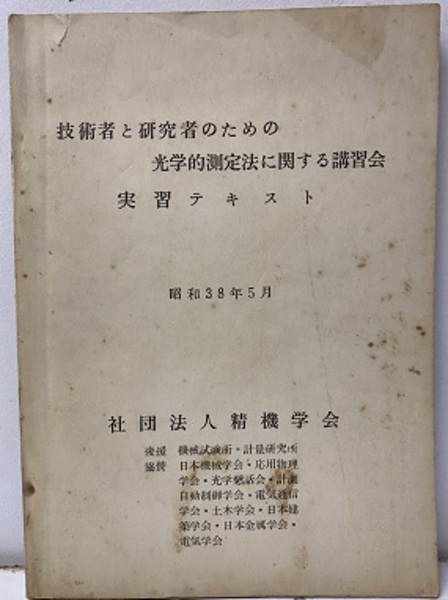 技術者と研究者のための
光学的測定法に関する講習会
実習テキスト
昭和38年5月
社団法人精機学会
後援 機械試験所・計量研究所
協賛 日本機械学会・応用物理
学会・光学懇話会・計測
自動制御学会・電気通信
学会・土木学会・日本建
築学会・日本金属学会・
電気学会